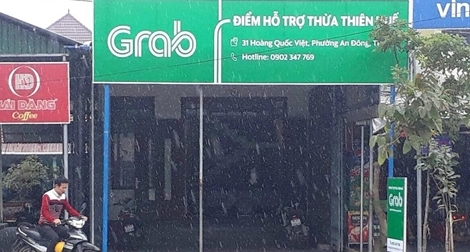 Grab
ĐIỂM HỖ TRỢ THỪA THIÊN HUẾ
31 Hoàng Quốc Việt, Phường An Đông,
Hotline: 0902 347 769
Coffee
Grab